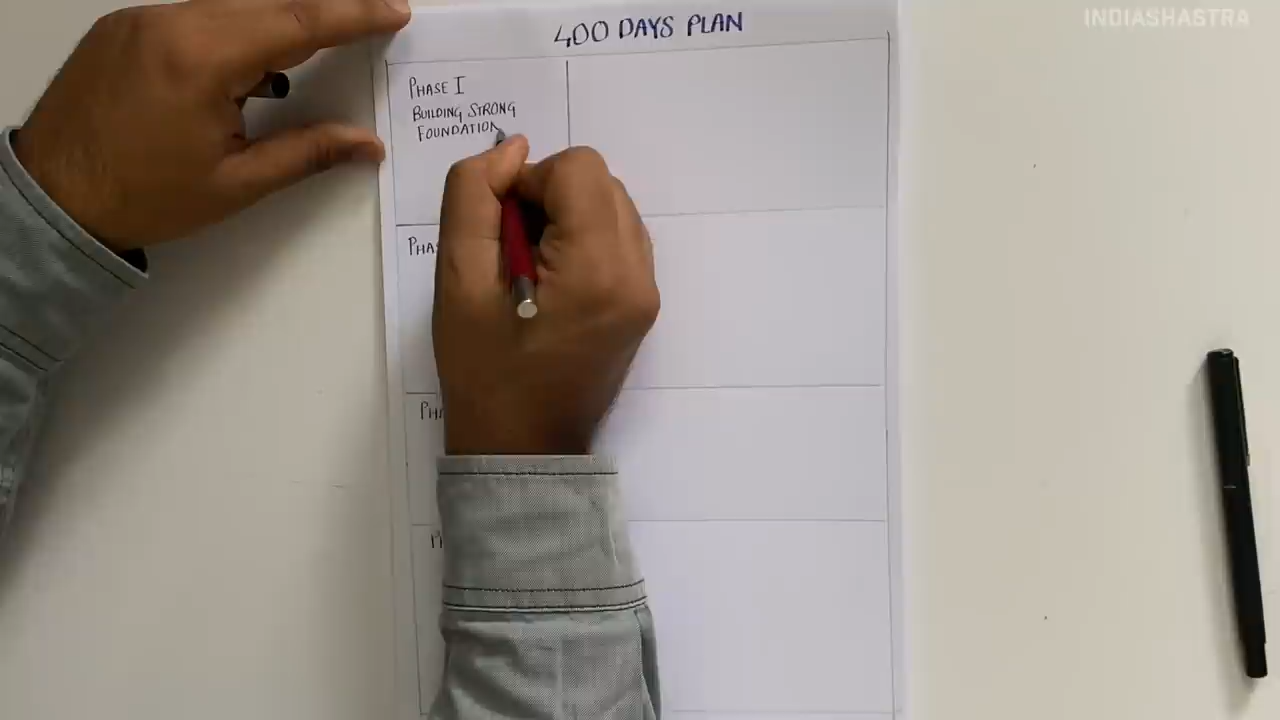 INDIASHASTRA
400 DAYS PLAN
PHASE I
BUILDING STRONG
FOUNDATION